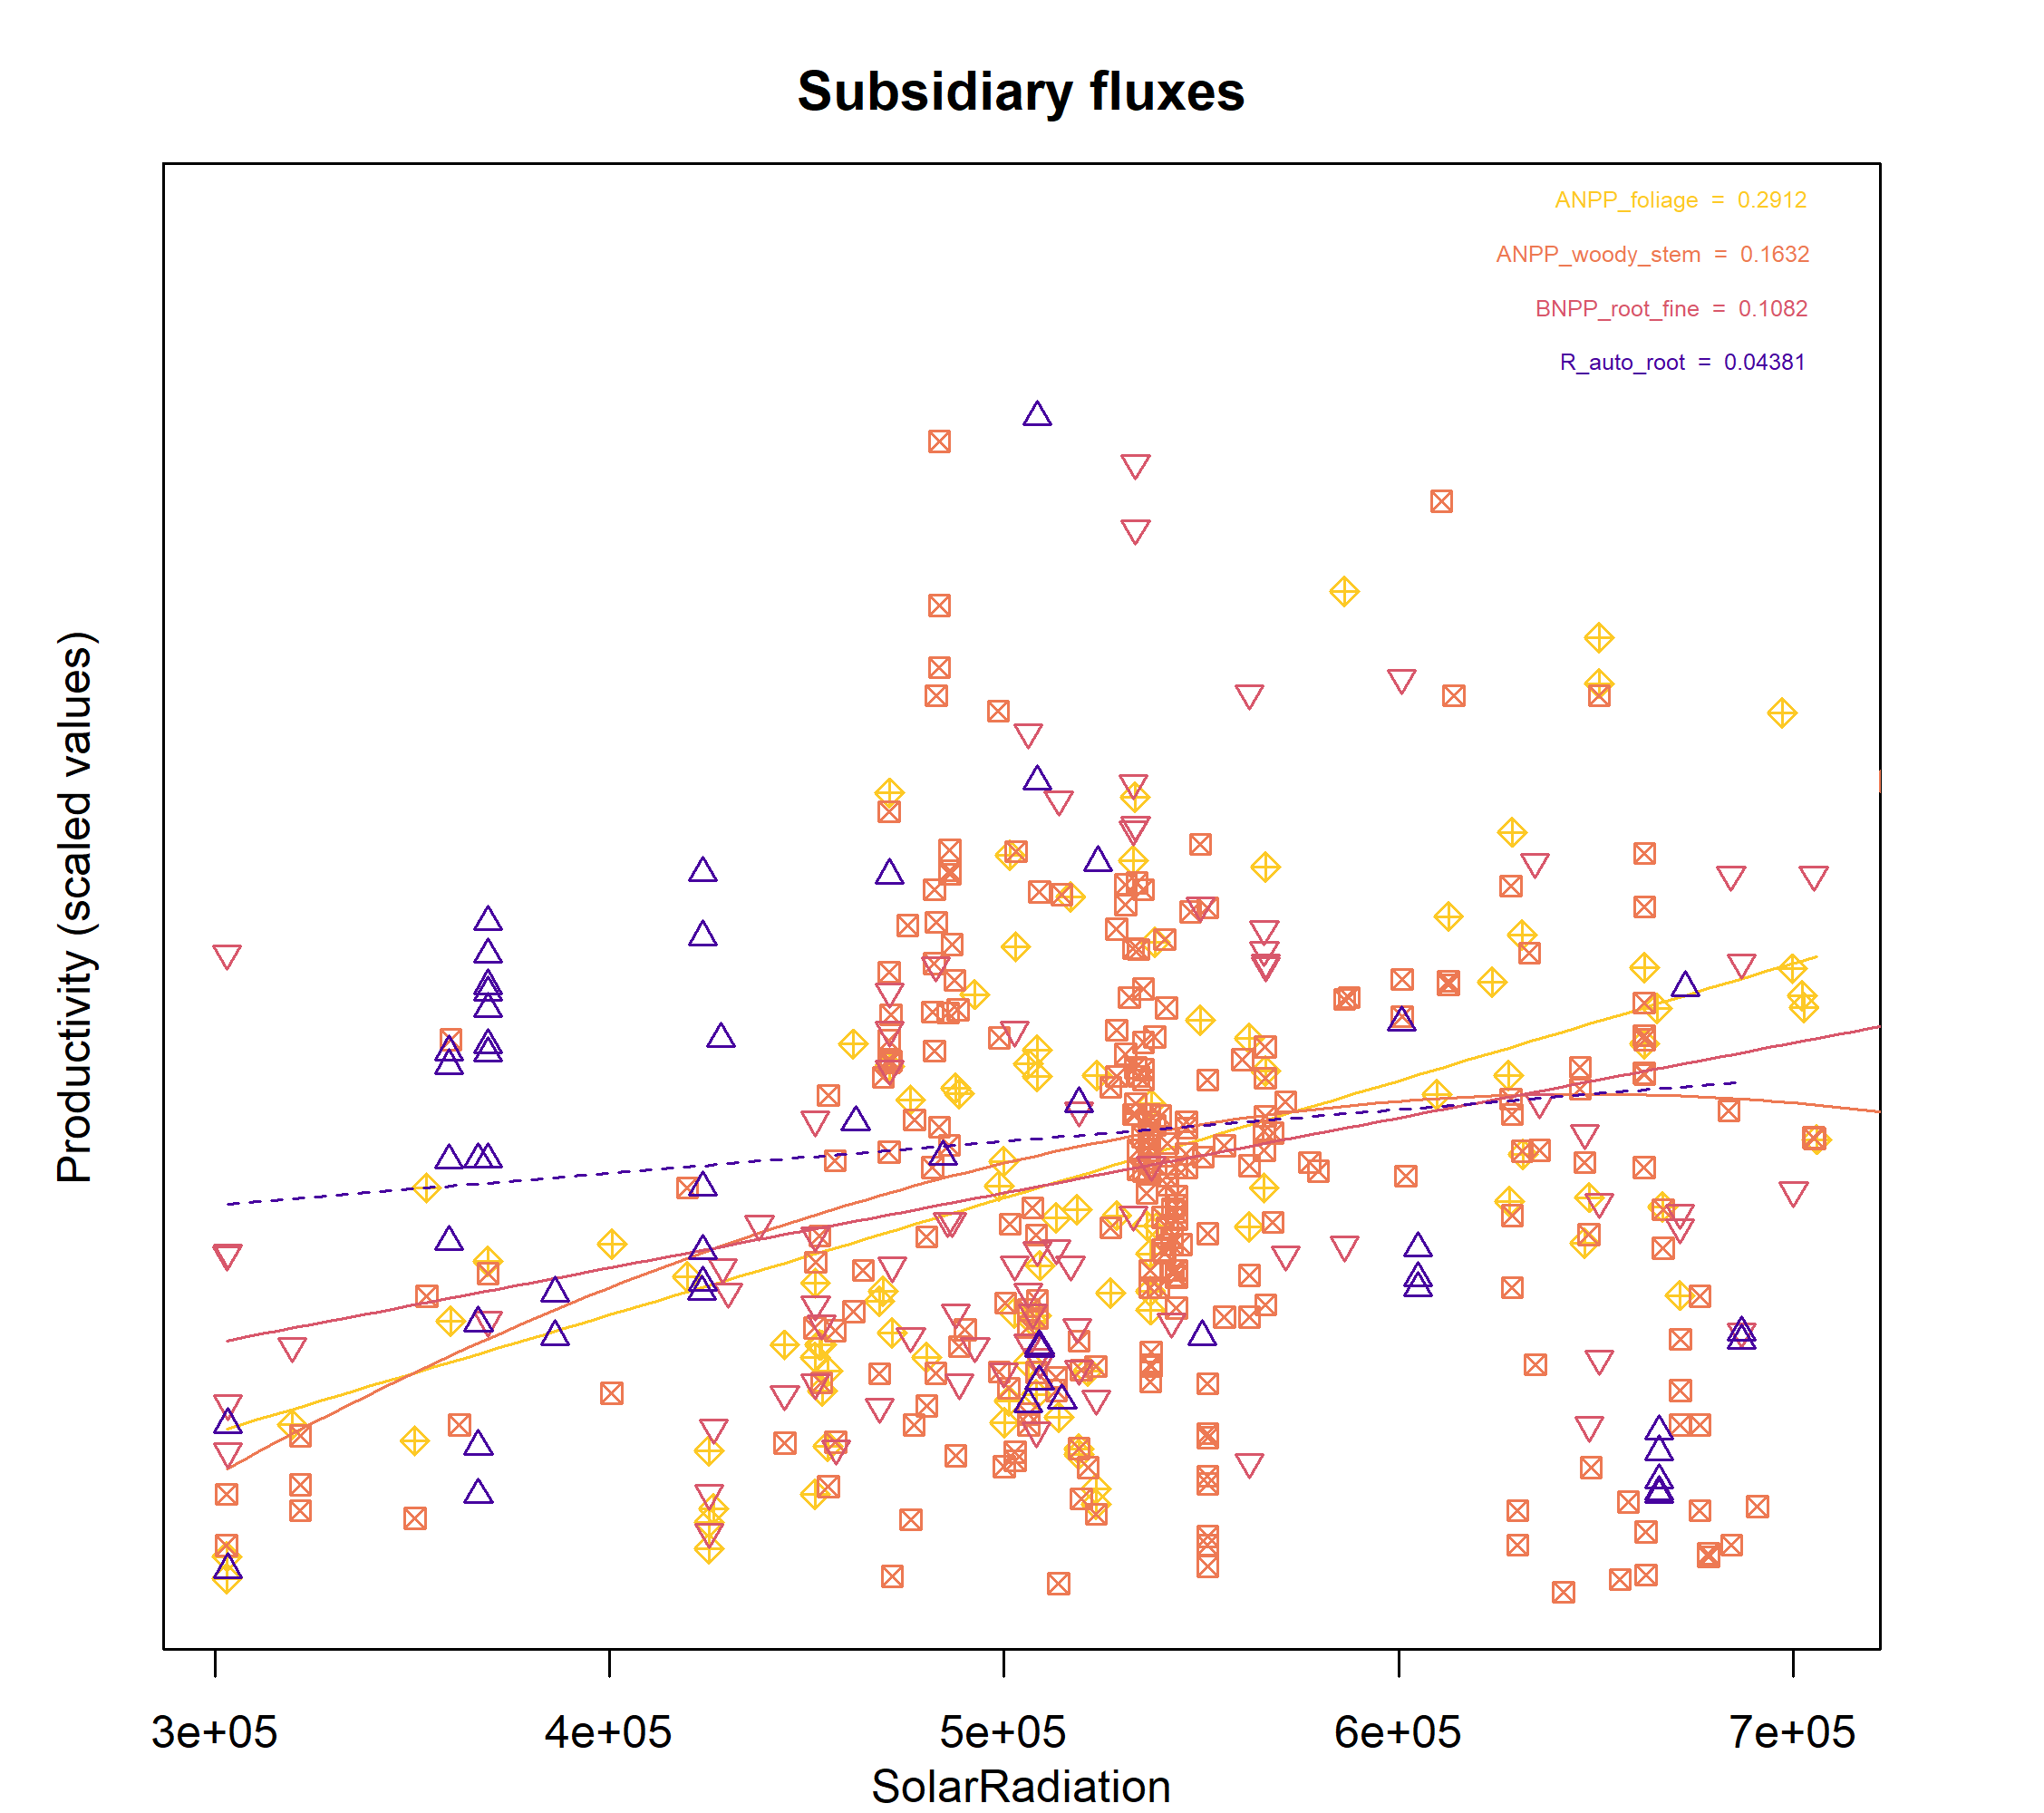 Subsidiary fluxes
ANPP_foliage = 0.2912
ANPP_woody_stem = 0.1632
BNPP_root_fine = 0.1082
R_auto_root = 0.04381
Productivity (scaled values)
3e+05 4e+05 5e+05 6e+05 7e+05
SolarRadiation